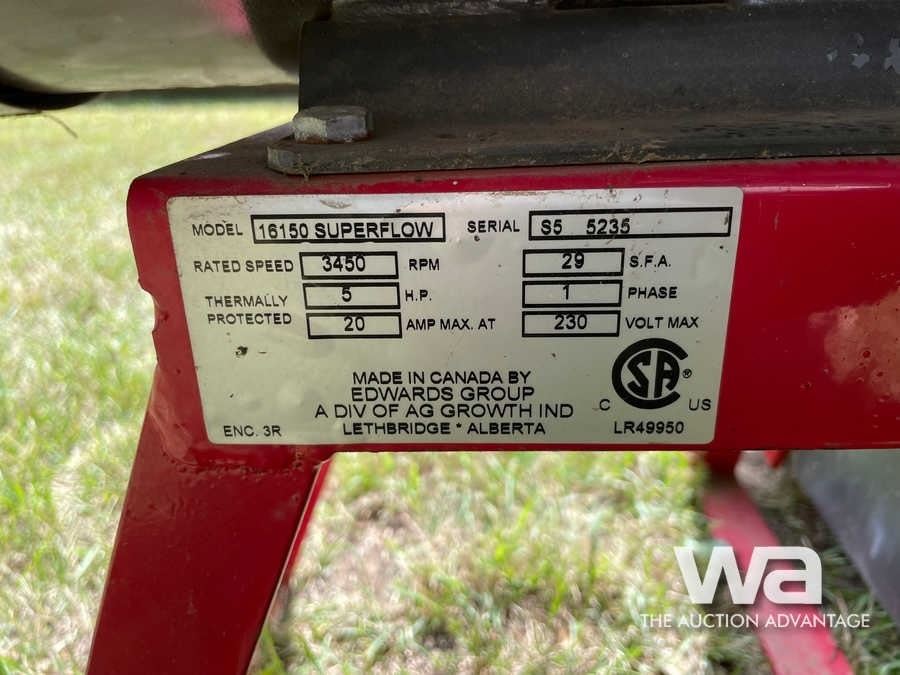 MODEL 16150 SUPERFLOW SERIAL S5 5235
RATED SPEED 3450 RPM 29 S.F.A.
THERMALLY PROTECTED 5 H.P. 1 PHASE
20 AMP MAX. AT 230 VOLT MAX
MADE IN CANADA BY
EDWARDS GROUP
A DIV OF AG GROWTH IND
LETHBRIDGE * ALBERTA
ENC. 3R
SA ®
C US
LR49950
wa
THE AUCTION ADVANTAGE